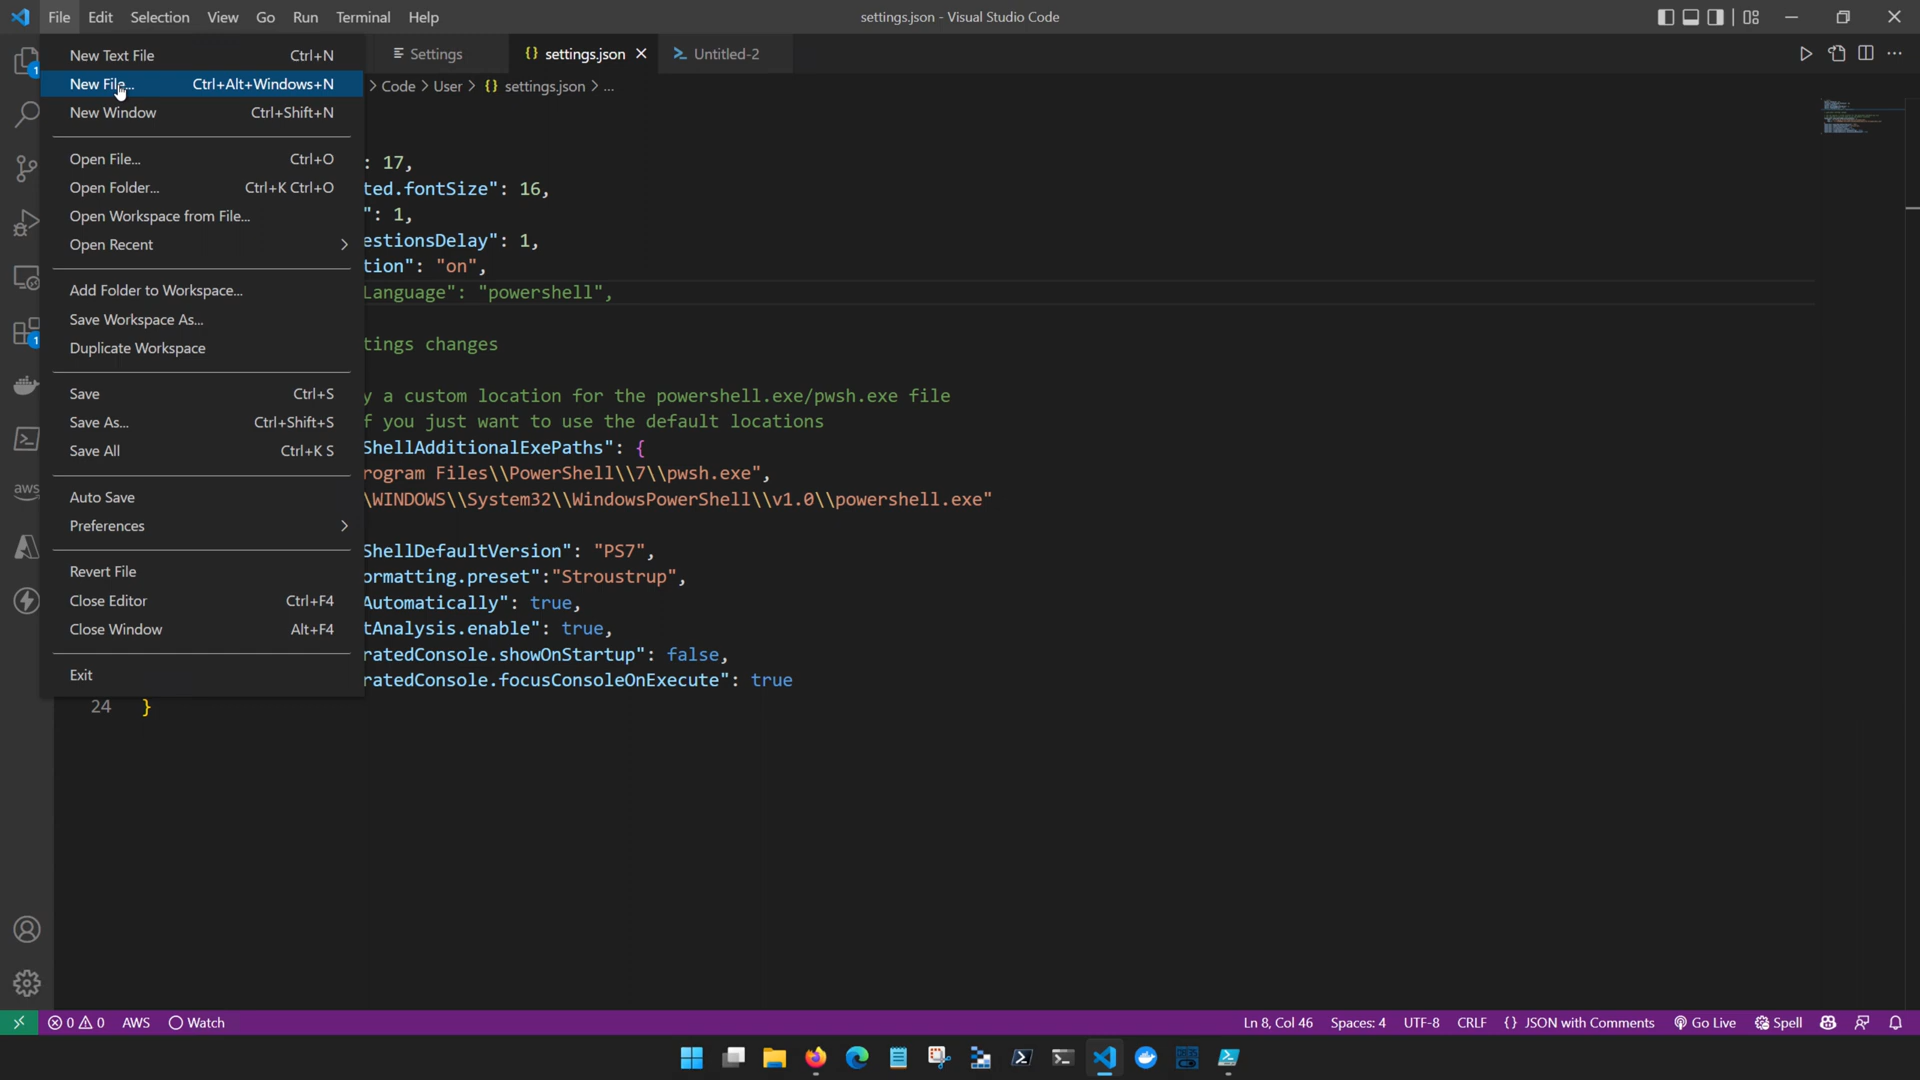 File Edit Selection View Go Run Terminal Help
settings.json - Visual Studio Code
New Text File Ctrl+N
New File... Ctrl+Alt+Windows+N
New Window Ctrl+Shift+N
Open File... Ctrl+O
Open Folder... Ctrl+K Ctrl+O
Open Workspace from File...
Open Recent
Add Folder to Workspace...
Save Workspace As...
Duplicate Workspace
Save Ctrl+S
Save As... Ctrl+Shift+S
Save All Ctrl+K S
Auto Save
Preferences
Revert File
Close Editor Ctrl+F4
Close Window Alt+F4
Exit
1
1
aws
Settings {} settings.json Untitled-2
> Code > User > {} settings.json > ...
: 17,
ted.fontSize": 16,
": 1,
estionsDelay": 1,
tion": "on",
Language": "powershell",
tings changes
y a custom location for the powershell.exe/pwsh.exe file
f you just want to use the default locations
ShellAdditionalExePaths": {
rogram Files\\PowerShell\\7\\pwsh.exe",
\WINDOWS\\System32\\WindowsPowerShell\\v1.0\\powershell.exe"
ShellDefaultVersion": "PS7",
ormatting.preset":"Stroustrup",
Automatically": true,
tAnalysis.enable": true,
ratedConsole.showOnStartup": false,
ratedConsole.focusConsoleOnExecute": true
24 }
0 0 AWS Watch
Ln 8, Col 46 Spaces: 4 UTF-8 CRLF {} JSON with Comments Go Live Spell